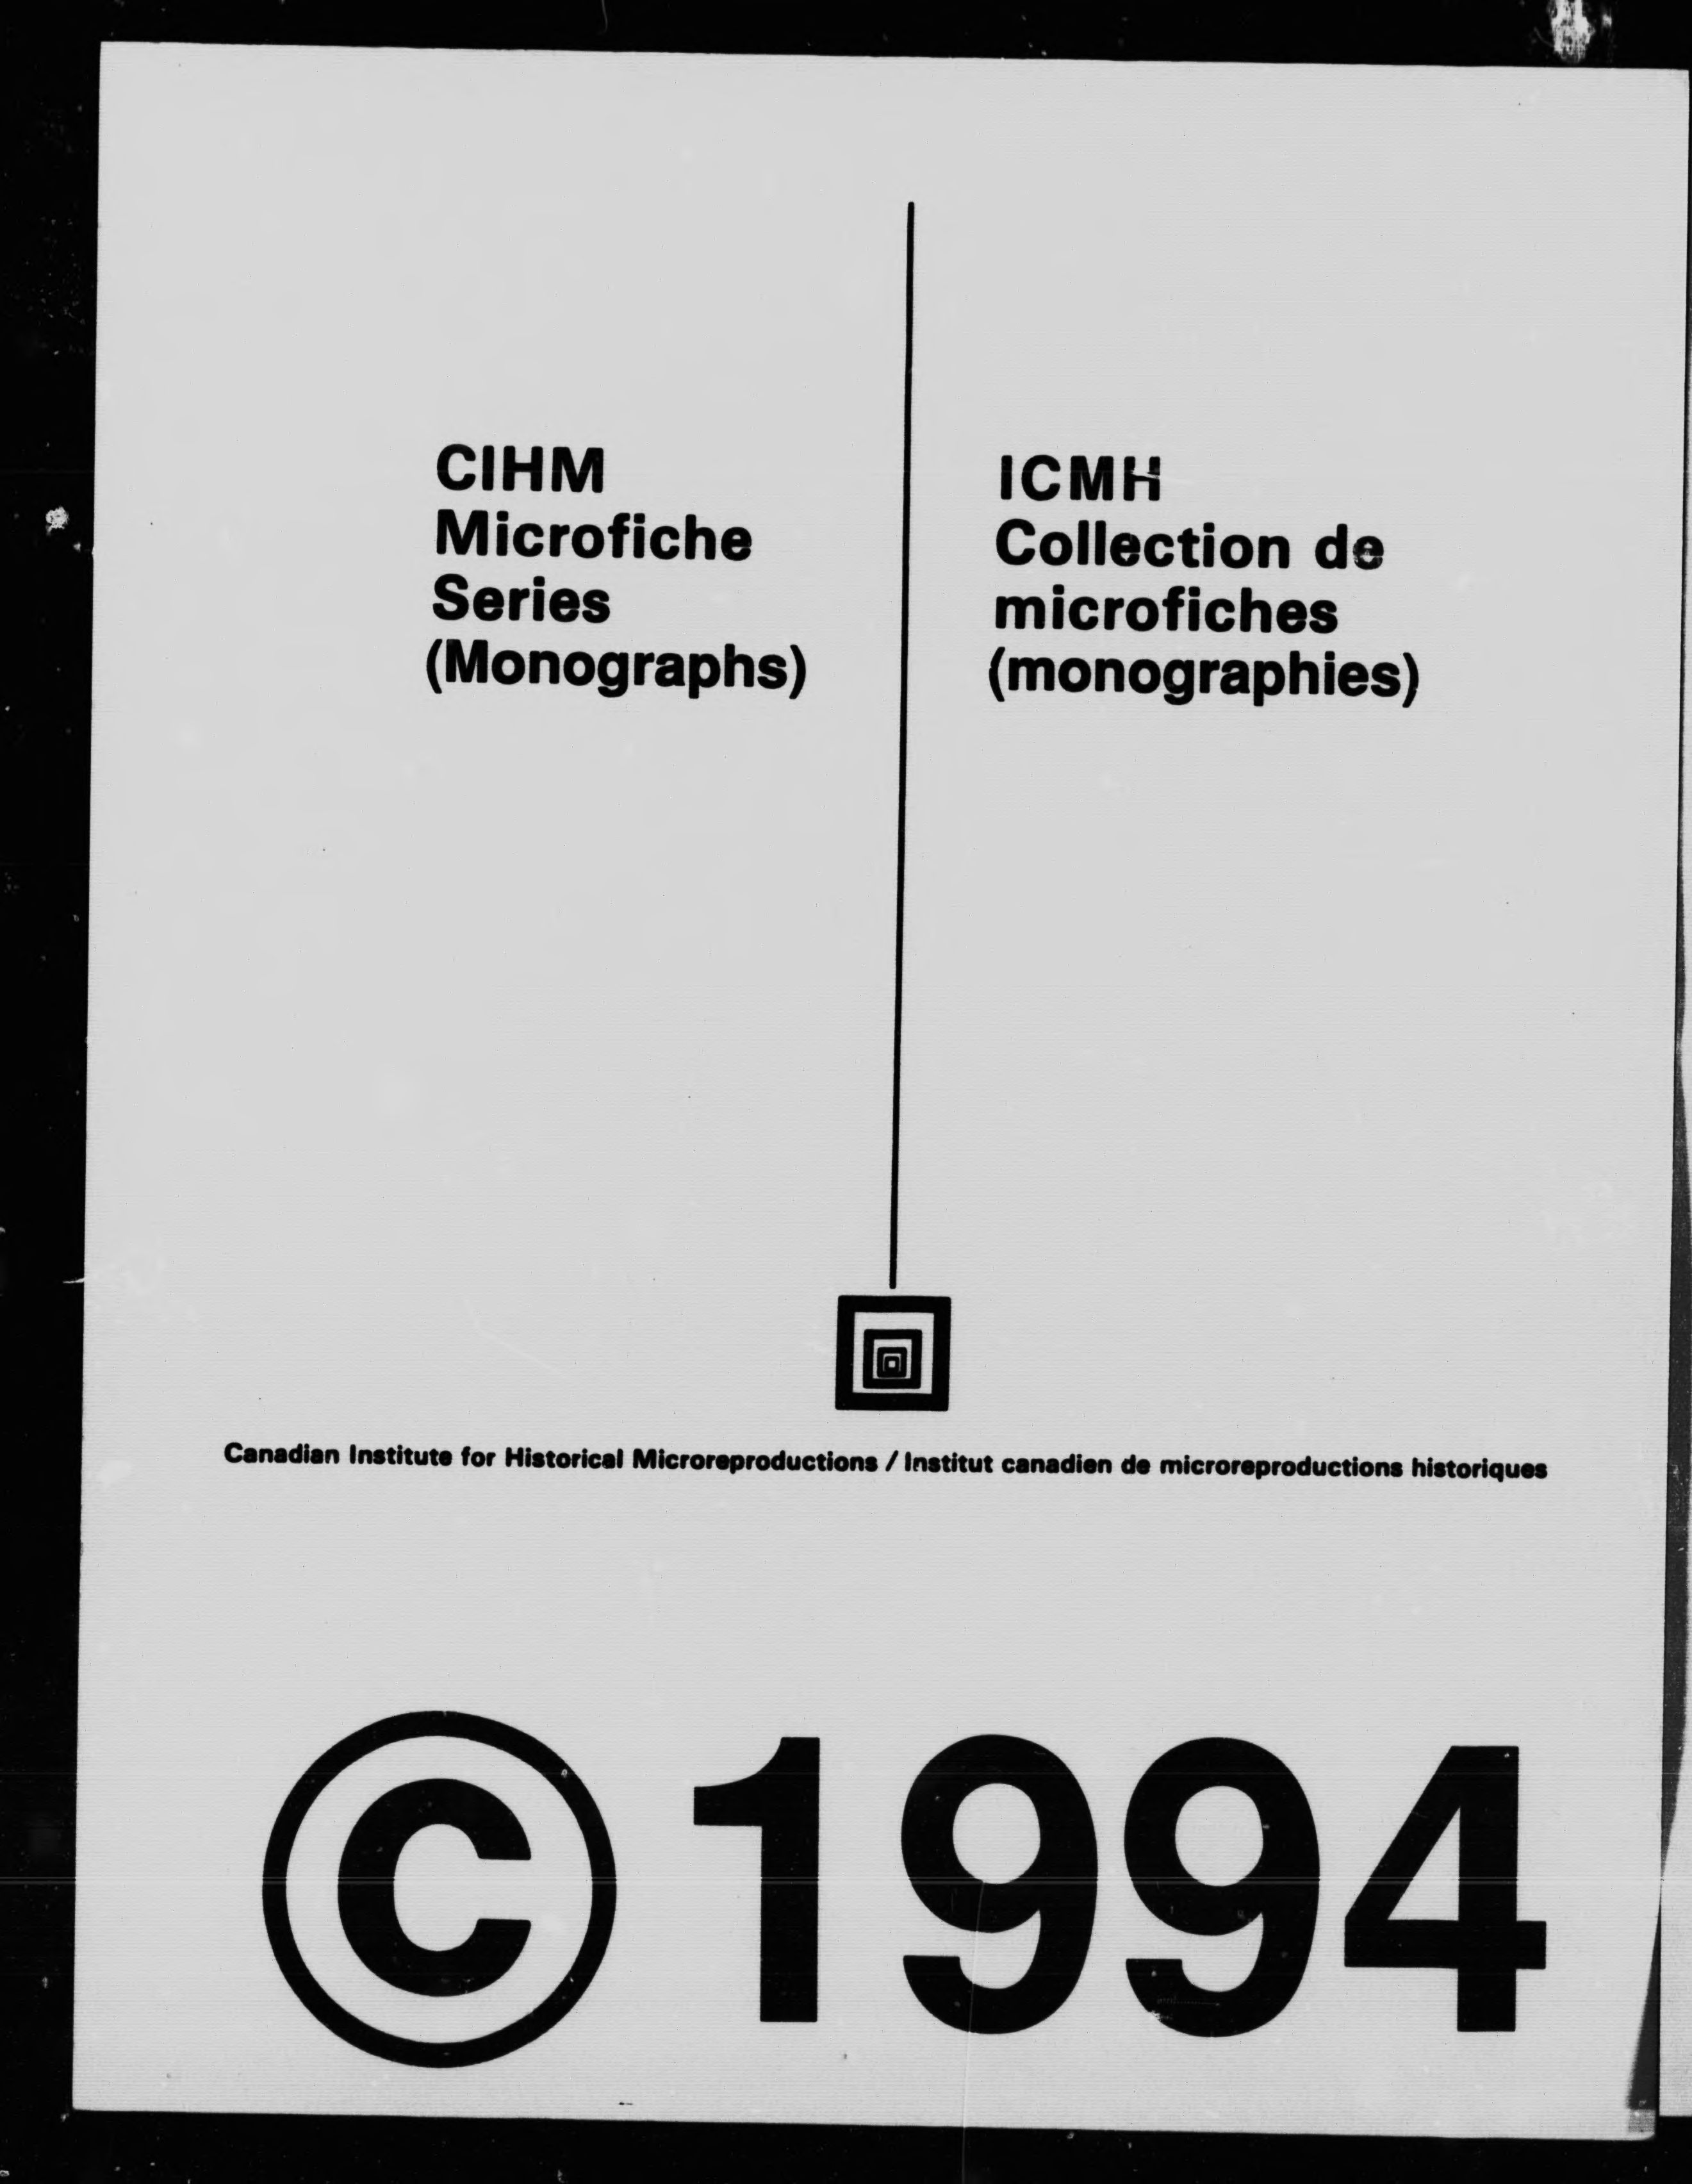 CIHM
Microfiche
Series
(Monographs)
ICMH
Collection de
microfiches
(monographies)
Canadian Institute for Historical Microreproductions / Institut canadien de microreproductions historiques
©1994